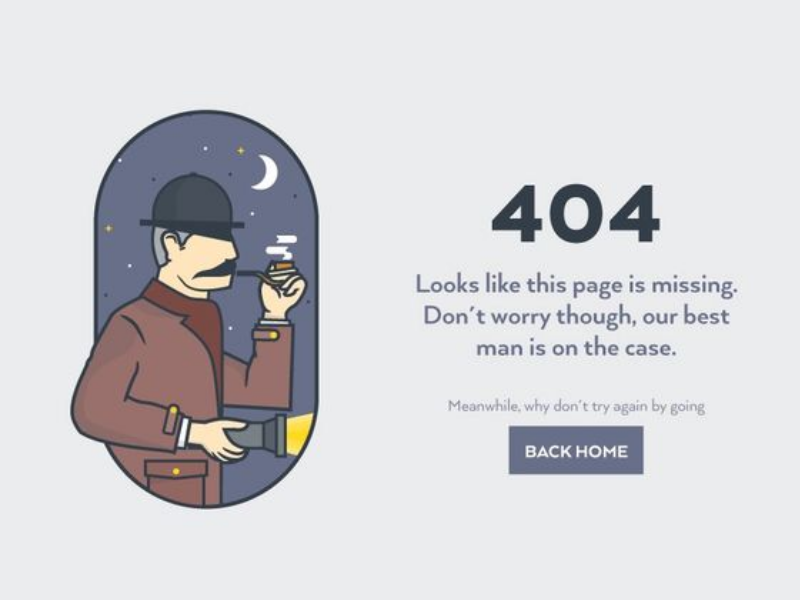 404
Looks like this page is missing.
Don't worry though, our best
man is on the case.
Meanwhile, why don't try again by going
BACK HOME